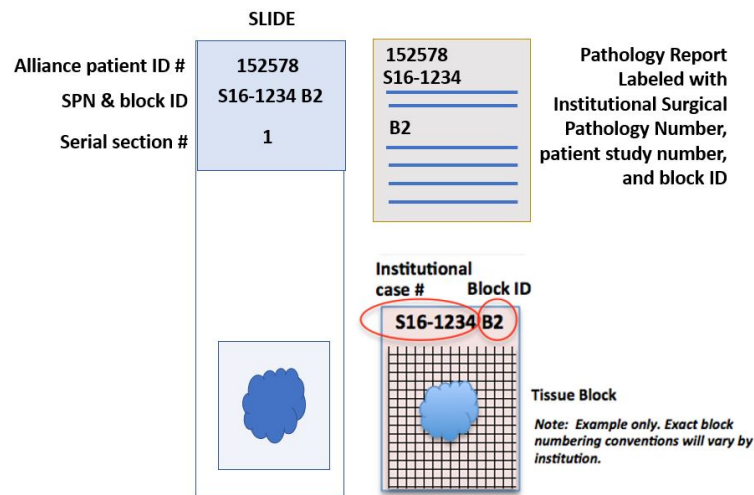 SLIDE
Alliance patient ID #
152578
SPN & block ID
S16-1234 B2
Serial section #
1
152578
S16-1234
B2
Pathology Report
Labeled with
Institutional Surgical
Pathology Number,
patient study number,
and block ID
Institutional
case #
Block ID
S16-1234 B2
Tissue Block
Note: Example only. Exact block
numbering conventions will vary by
institution.